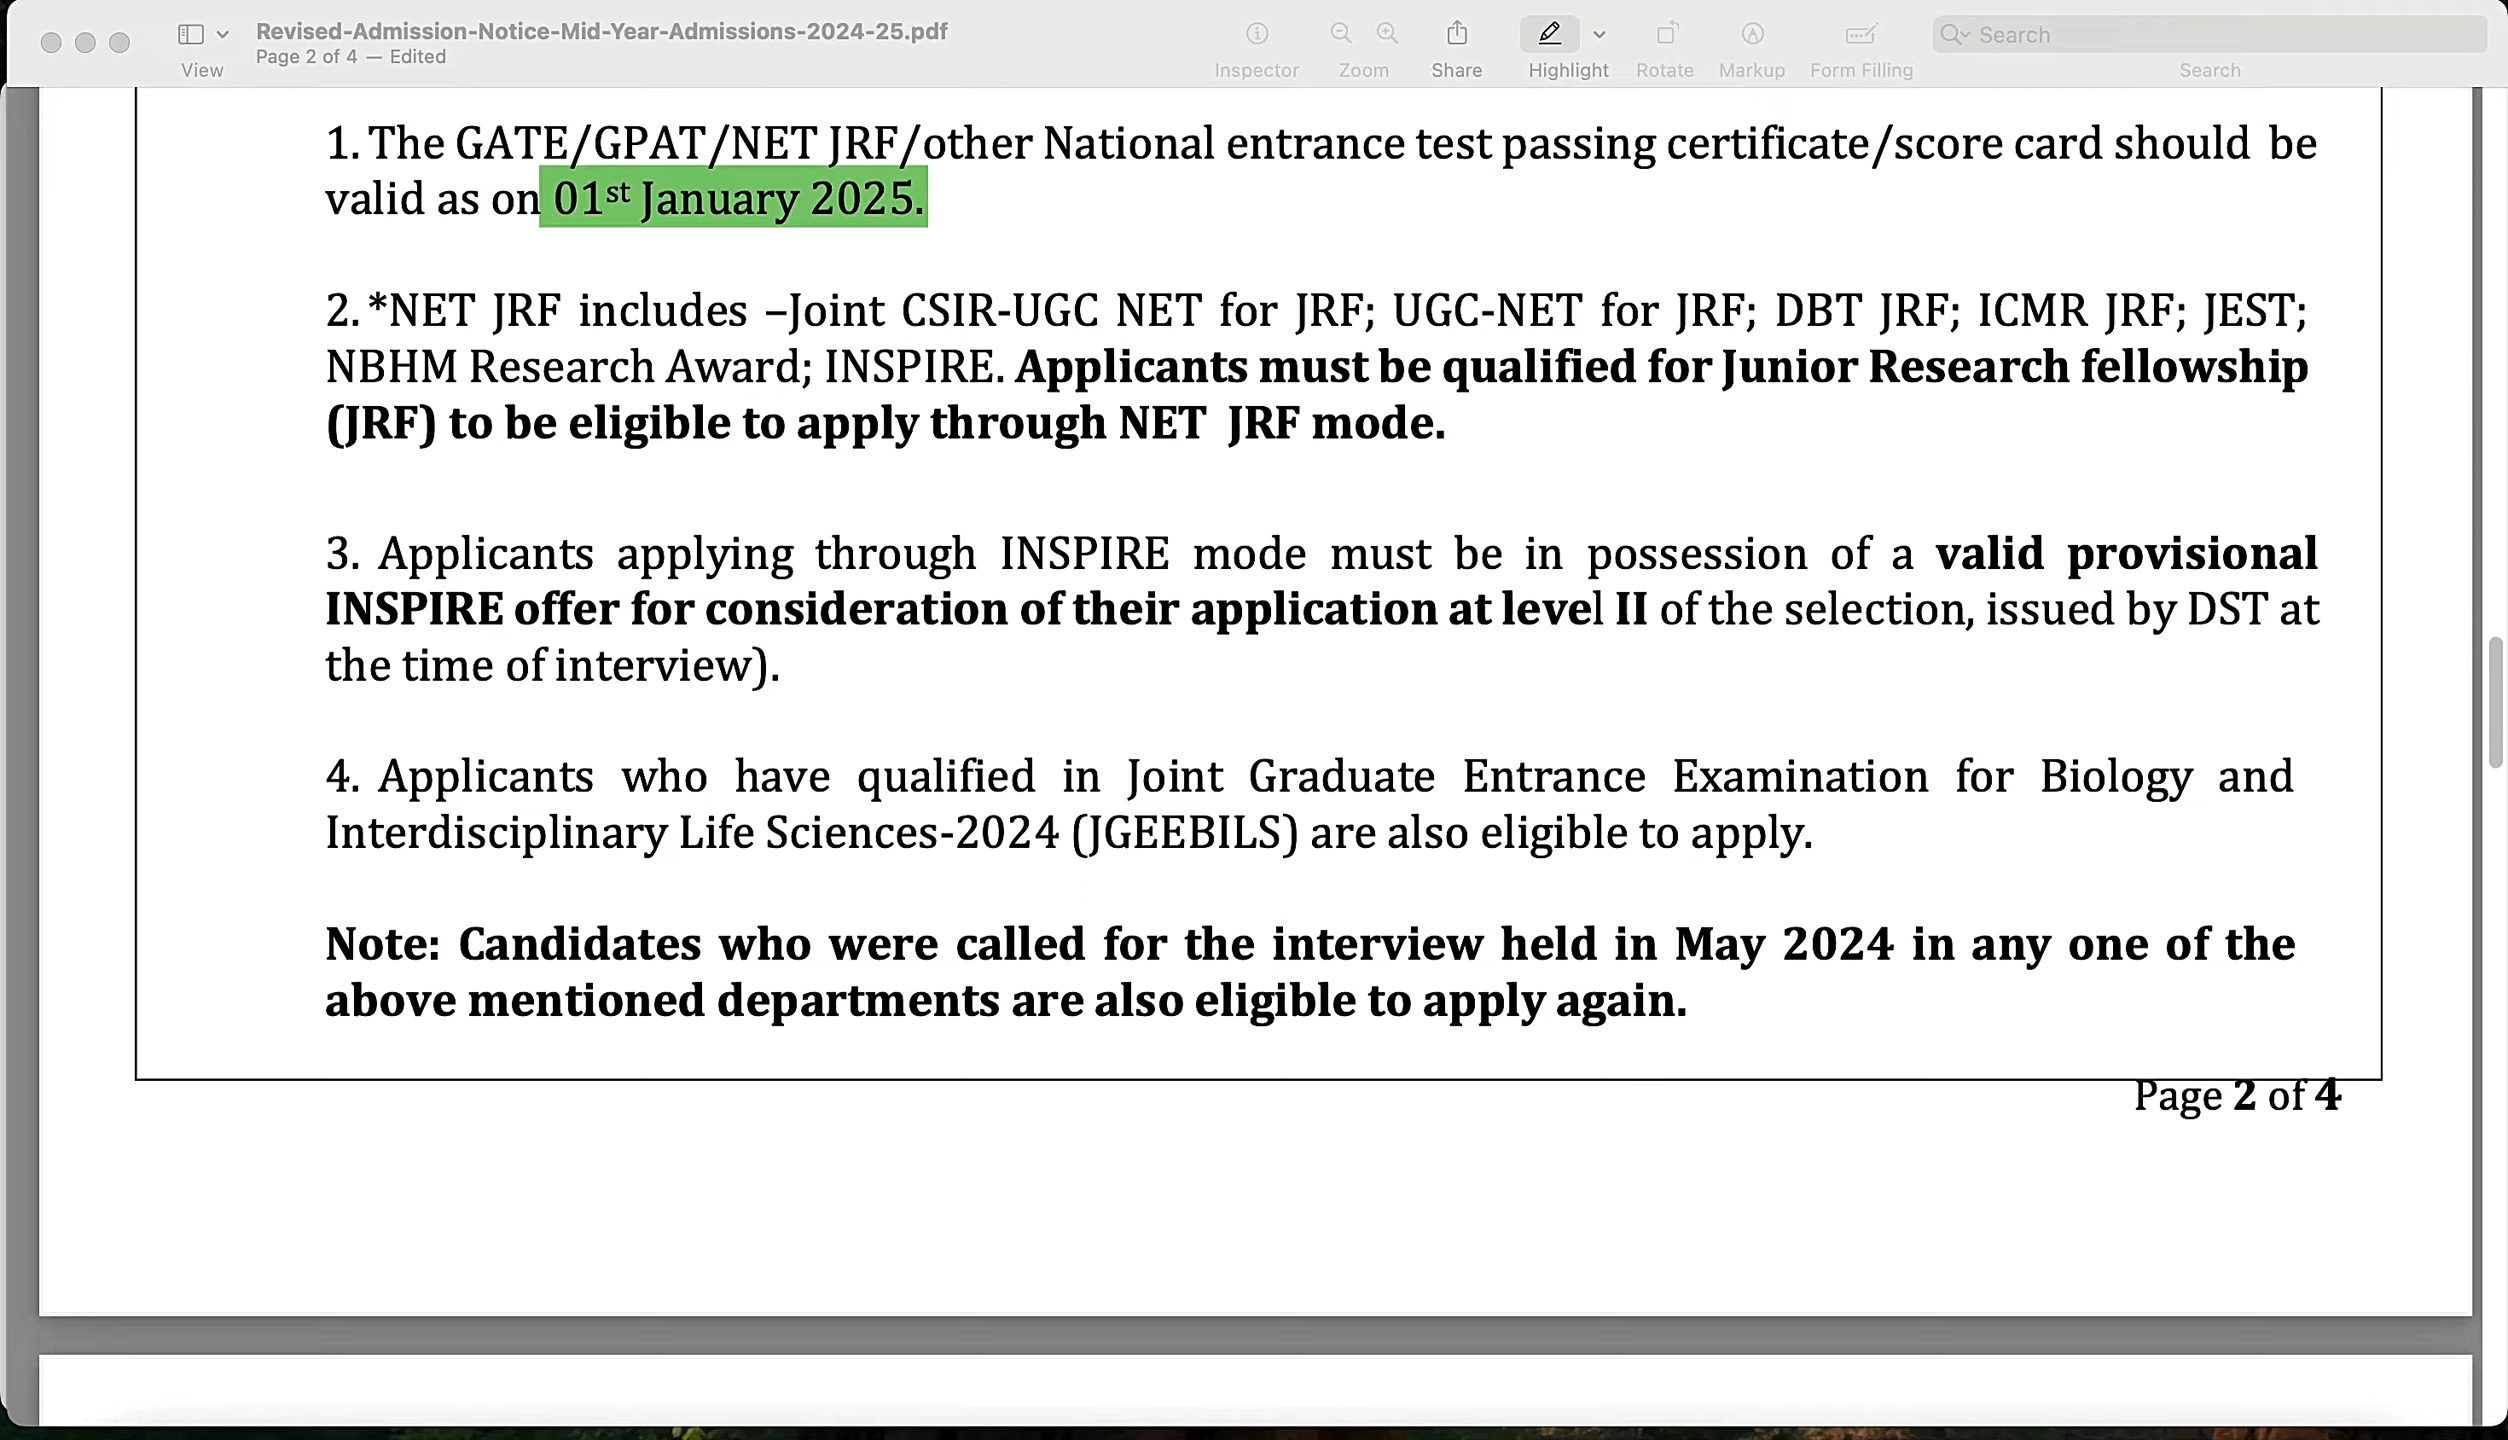 Revised-Admission-Notice-Mid-Year-Admissions-2024-25.pdf
Page 2 of 4 — Edited
View
Inspector
Zoom
Share
Highlight
Rotate
Markup
Form Filling
Search
Search
1. The GATE/GPAT/NET JRF/other National entrance test passing certificate/score card should be
valid as on 01st January 2025.
2. *NET JRF includes –Joint CSIR-UGC NET for JRF; UGC-NET for JRF; DBT JRF; ICMR JRF; JEST;
NBHM Research Award; INSPIRE. Applicants must be qualified for Junior Research fellowship
(JRF) to be eligible to apply through NET JRF mode.
3. Applicants applying through INSPIRE mode must be in possession of a valid provisional
INSPIRE offer for consideration of their application at level II of the selection, issued by DST at
the time of interview).
4. Applicants who have qualified in Joint Graduate Entrance Examination for Biology and
Interdisciplinary Life Sciences-2024 (JGEEBILS) are also eligible to apply.
Note: Candidates who were called for the interview held in May 2024 in any one of the
above mentioned departments are also eligible to apply again.
Page 2 of 4